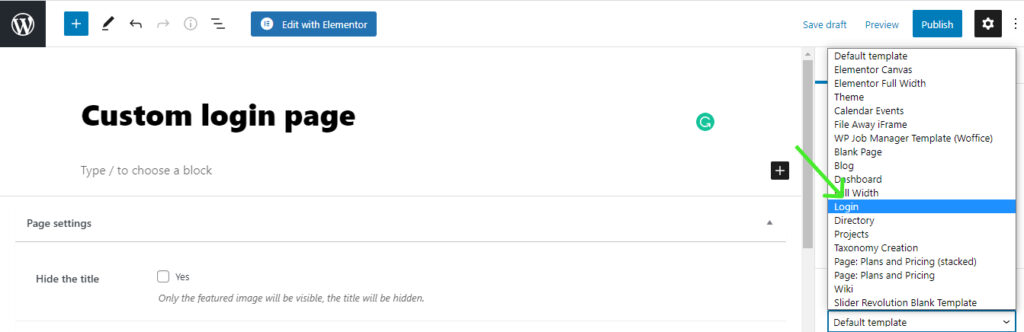 Edit with Elementor
Save draft
Preview
Publish
Custom login page
Type / to choose a block
Page settings
Hide the title
Yes
Only the featured image will be visible, the title will be hidden.
Default template
Elementor Canvas
Elementor Full Width
Theme
Calendar Events
File Away iFrame
WP Job Manager Template (Woffice)
Blank Page
Blog
Dashboard
Full Width
Login
Directory
Projects
Taxonomy Creation
Page: Plans and Pricing (stacked)
Page: Plans and Pricing
Wiki
Slider Revolution Blank Template
Default template